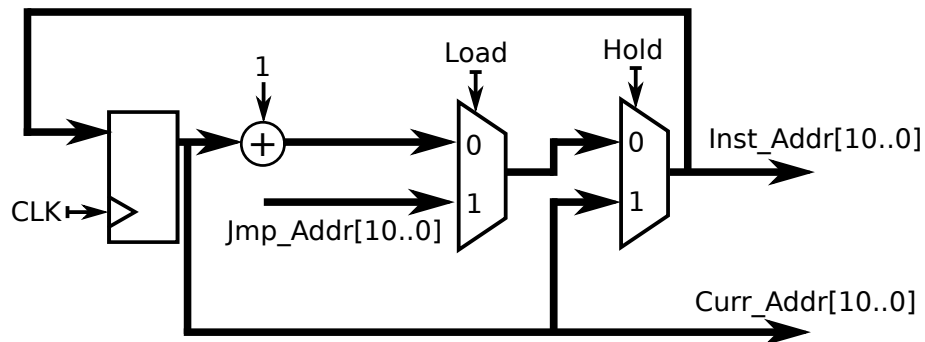 Load
Hold
1
+
0
0
Inst_Addr[10..0]
CLK
1
1
Jmp_Addr[10..0]
Curr_Addr[10..0]